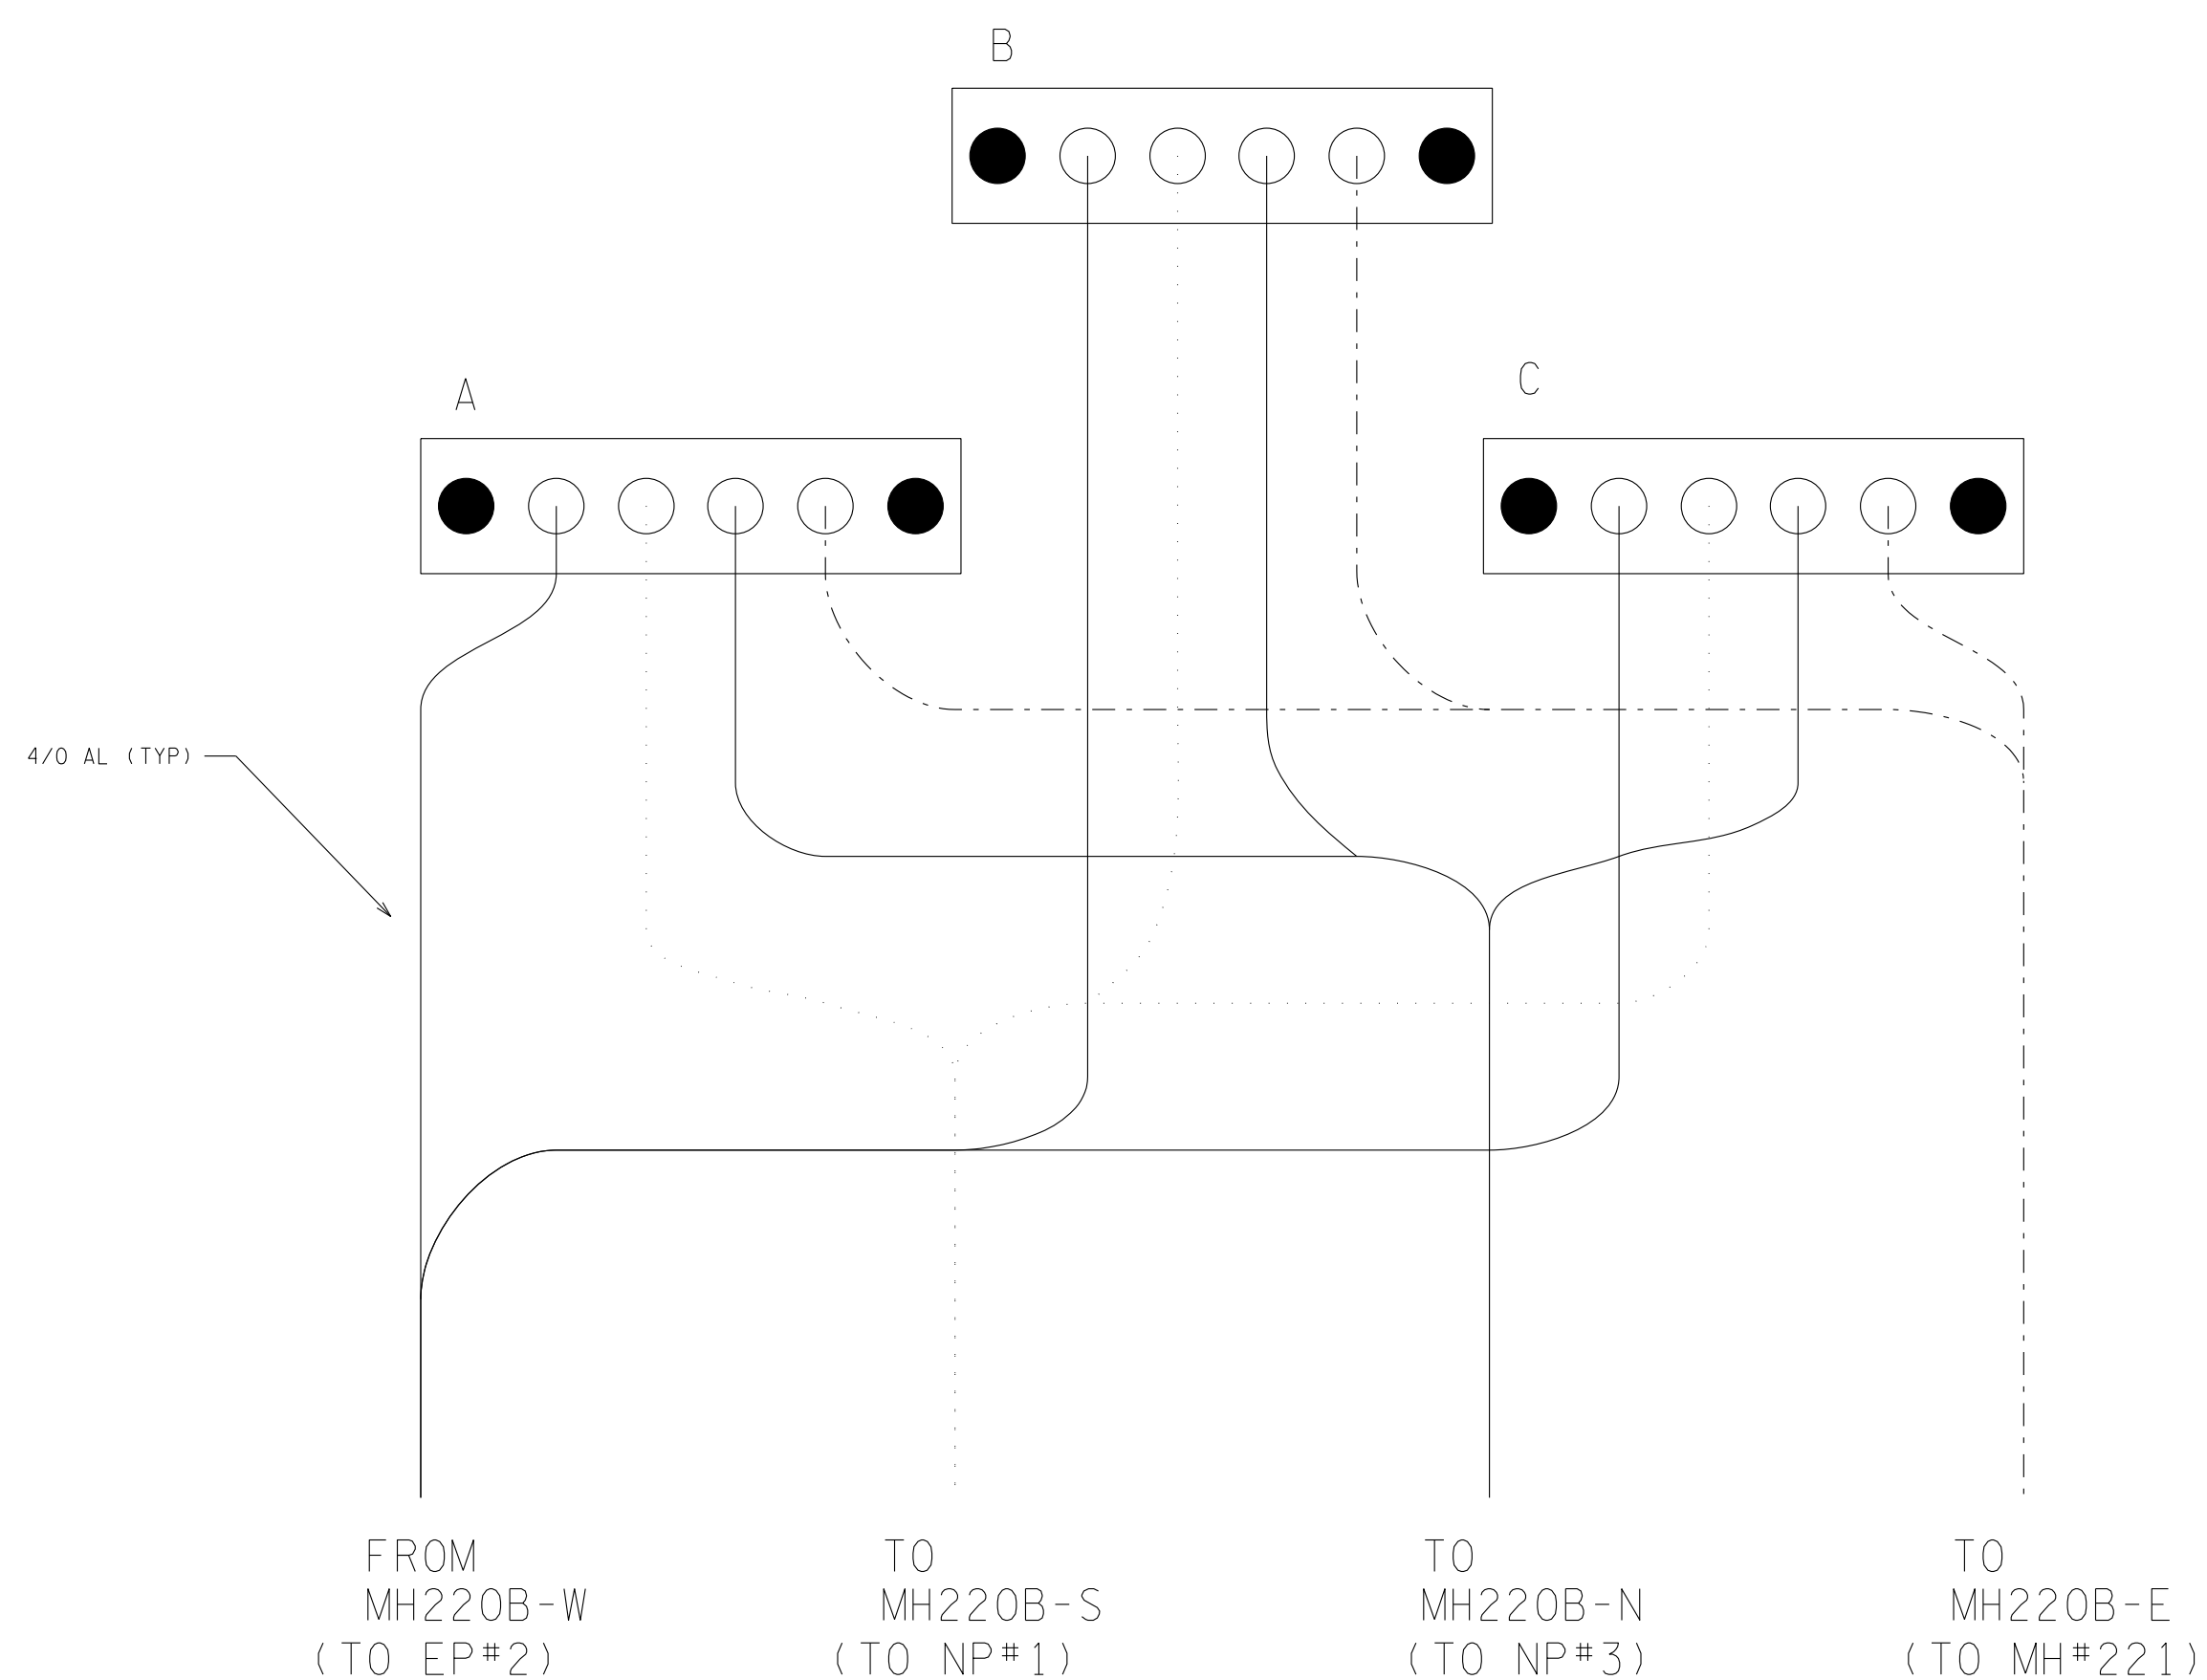 B
A
C
4/0 AL (TYP)
FROM
MH220B-W
(TO EP#2)
TO
MH220B-S
(TO NP#1)
TO
MH220B-N
(TO NP#3)
TO
MH220B-E
(TO MH#221)